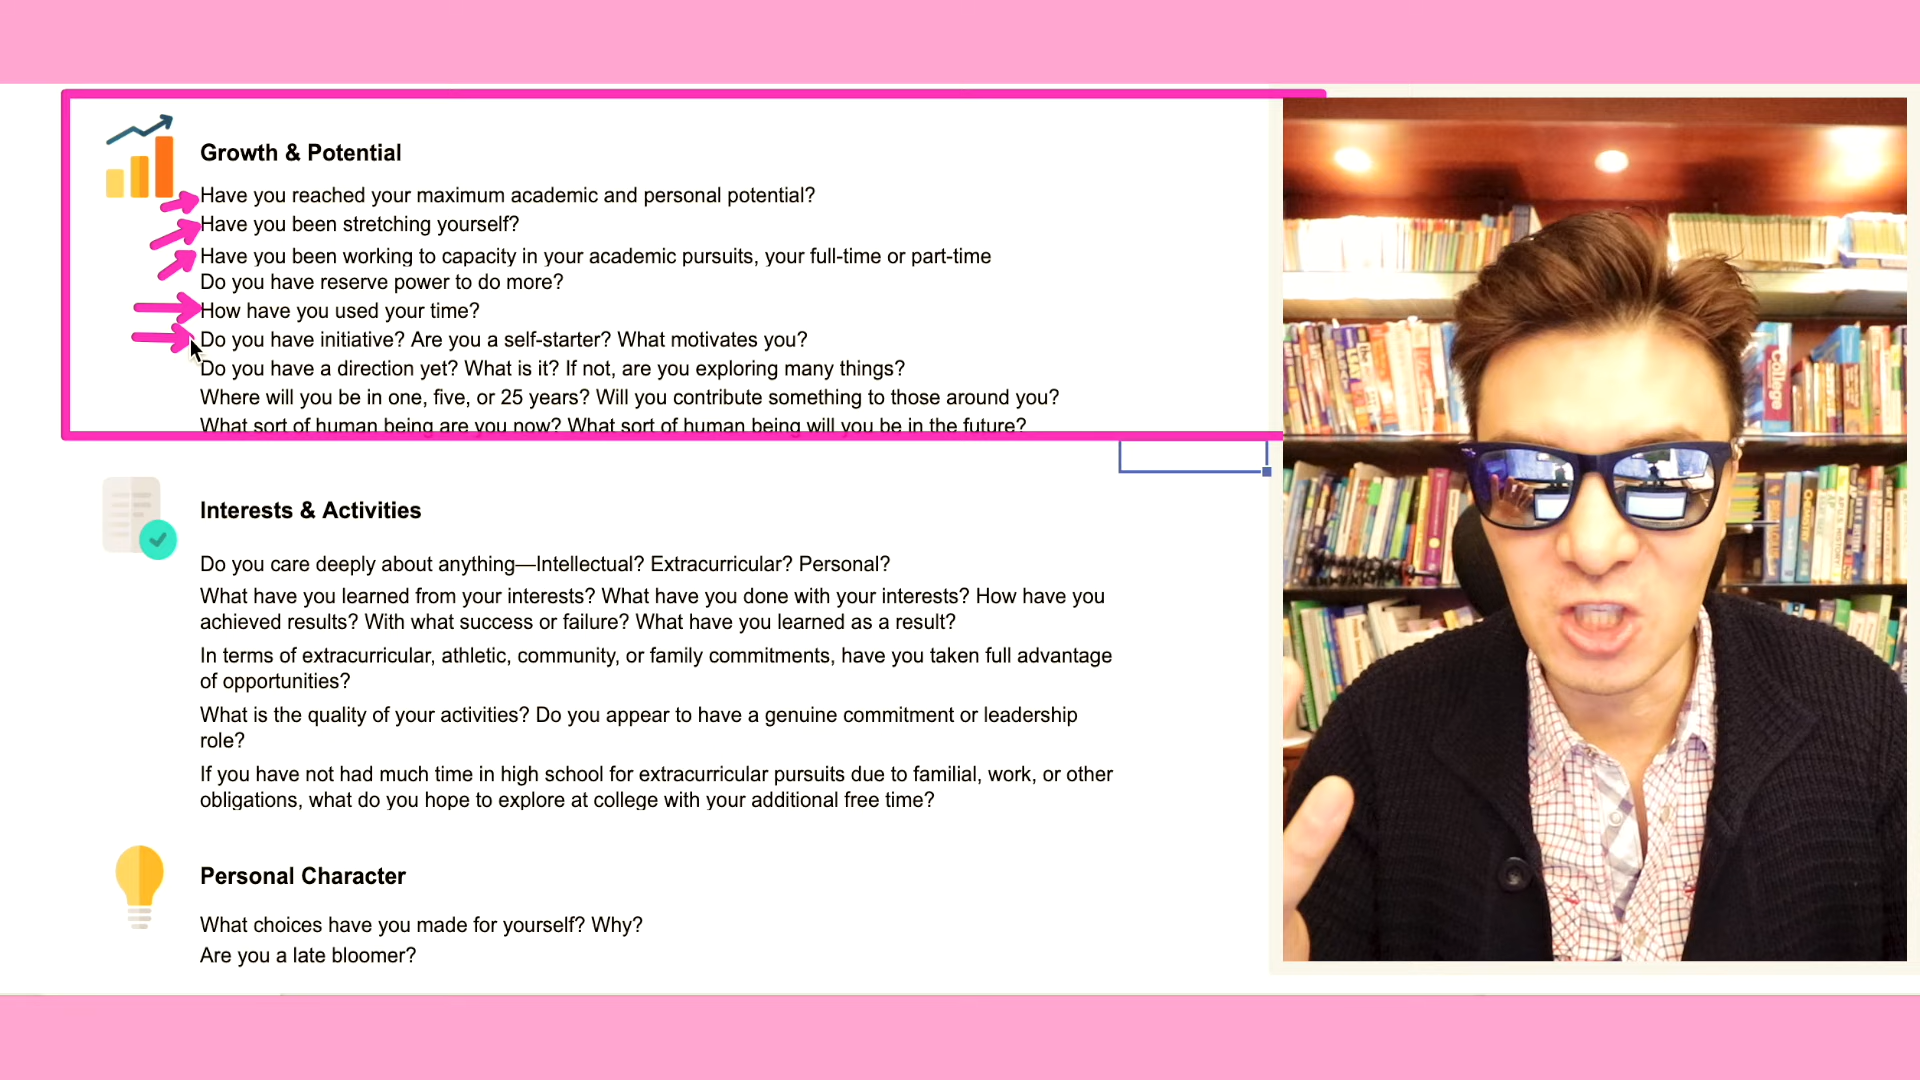 Growth & Potential
Have you reached your maximum academic and personal potential?
Have you been stretching yourself?
Have you been working to capacity in your academic pursuits, your full-time or part-time
Do you have reserve power to do more?
How have you used your time?
Do you have initiative? Are you a self-starter? What motivates you?
Do you have a direction yet? What is it? If not, are you exploring many things?
Where will you be in one, five, or 25 years? Will you contribute something to those around you?
What sort of human being are you now? What sort of human being will you be in the future?
Interests & Activities
Do you care deeply about anything—Intellectual? Extracurricular? Personal?
What have you learned from your interests? What have you done with your interests? How have you
achieved results? With what success or failure? What have you learned as a result?
In terms of extracurricular, athletic, community, or family commitments, have you taken full advantage
of opportunities?
What is the quality of your activities? Do you appear to have a genuine commitment or leadership
role?
If you have not had much time in high school for extracurricular pursuits due to familial, work, or other
obligations, what do you hope to explore at college with your additional free time?
Personal Character
What choices have you made for yourself? Why?
Are you a late bloomer?
College